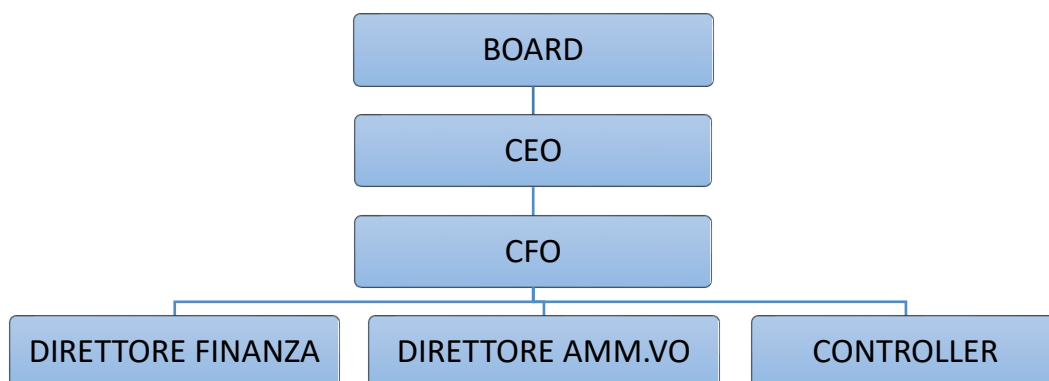 BOARD
CEO
CFO
DIRETTORE FINANZA
DIRETTORE AMM.VO
CONTROLLER